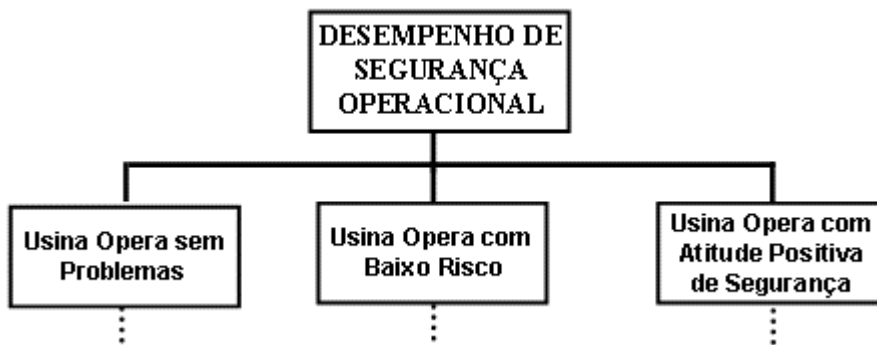 DESEMPENHO DE
SEGURANÇA
OPERACIONAL
Usina Opera sem
Problemas
Usina Opera com
Baixo Risco
Usina Opera com
Atitude Positiva
de Segurança